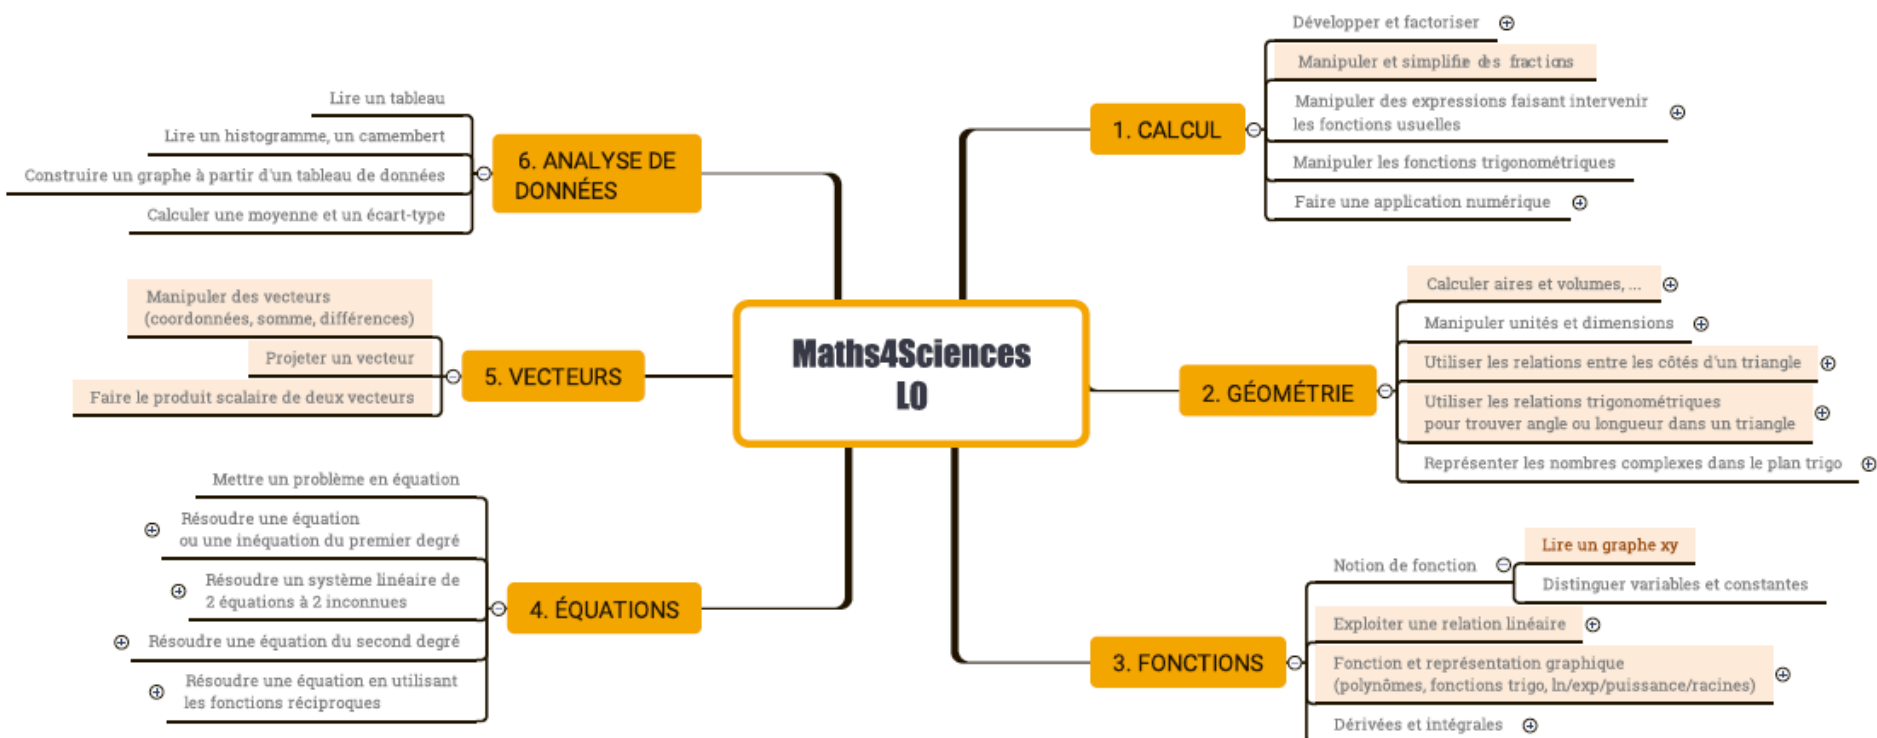 Maths4Sciences
L0
1. CALCUL
Développer et factoriser
Manipuler et simplifie des fractions
Manipuler des expressions faisant intervenir
les fonctions usuelles
Manipuler les fonctions trigonométriques
Faire une application numérique
2. GÉOMÉTRIE
Calculer aires et volumes, ...
Manipuler unités et dimensions
Utiliser les relations entre les côtés d'un triangle
Utiliser les relations trigonométriques
pour trouver angle ou longueur dans un triangle
Représenter les nombres complexes dans le plan trigo
3. FONCTIONS
Notion de fonction
Lire un graphe xy
Distinguer variables et constantes
Exploiter une relation linéaire
Fonction et représentation graphique
(polynômes, fonctions trigo, ln/exp/puissance/racines)
Dérivées et intégrales
4. ÉQUATIONS
Mettre un problème en équation
Résoudre une équation
ou une inéquation du premier degré
Résoudre un système linéaire de
2 équations à 2 inconnues
Résoudre une équation du second degré
Résoudre une équation en utilisant
les fonctions réciproques
5. VECTEURS
Manipuler des vecteurs
(coordonnées, somme, différences)
Projeter un vecteur
Faire le produit scalaire de deux vecteurs
6. ANALYSE DE
DONNÉES
Lire un tableau
Lire un histogramme, un camembert
Construire un graphe à partir d'un tableau de données
Calculer une moyenne et un écart-type